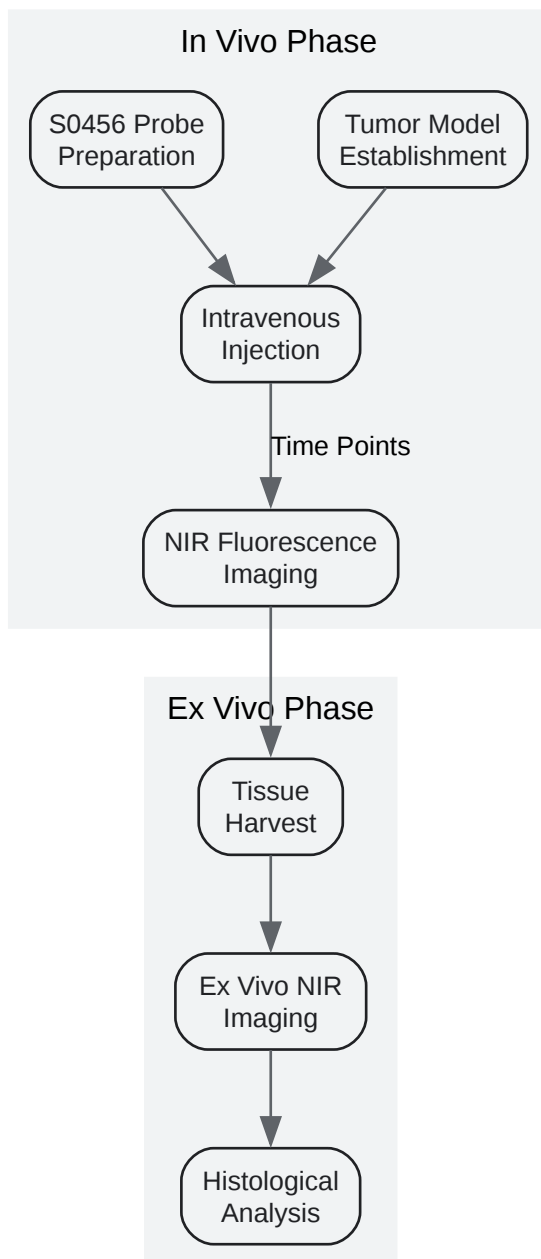 In Vivo Phase
S0456 Probe
Preparation
Tumor Model
Establishment
Intravenous
Injection
Time Points
NIR Fluorescence
Imaging
Ex Vivo Phase
Tissue
Harvest
Ex Vivo NIR
Imaging
Histological
Analysis